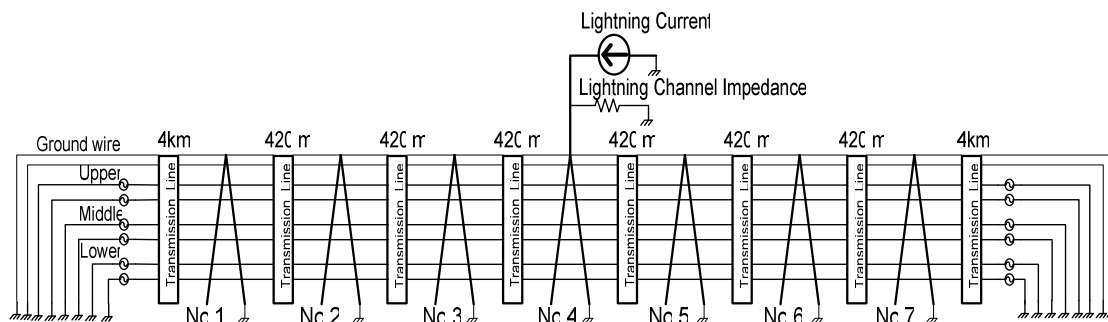 Lightning Current
Lightning Channel Impedance
Ground wire 4km 420 m 420 m 420 m 420 m 420 m 420 m 4km
Upper
Middle
Lower
Transmission Line
Transmission Line
Transmission Line
Transmission Line
Transmission Line
Transmission Line
Transmission Line
Transmission Line
No.1 No.2 No.3 No.4 No.5 No.6 No.7